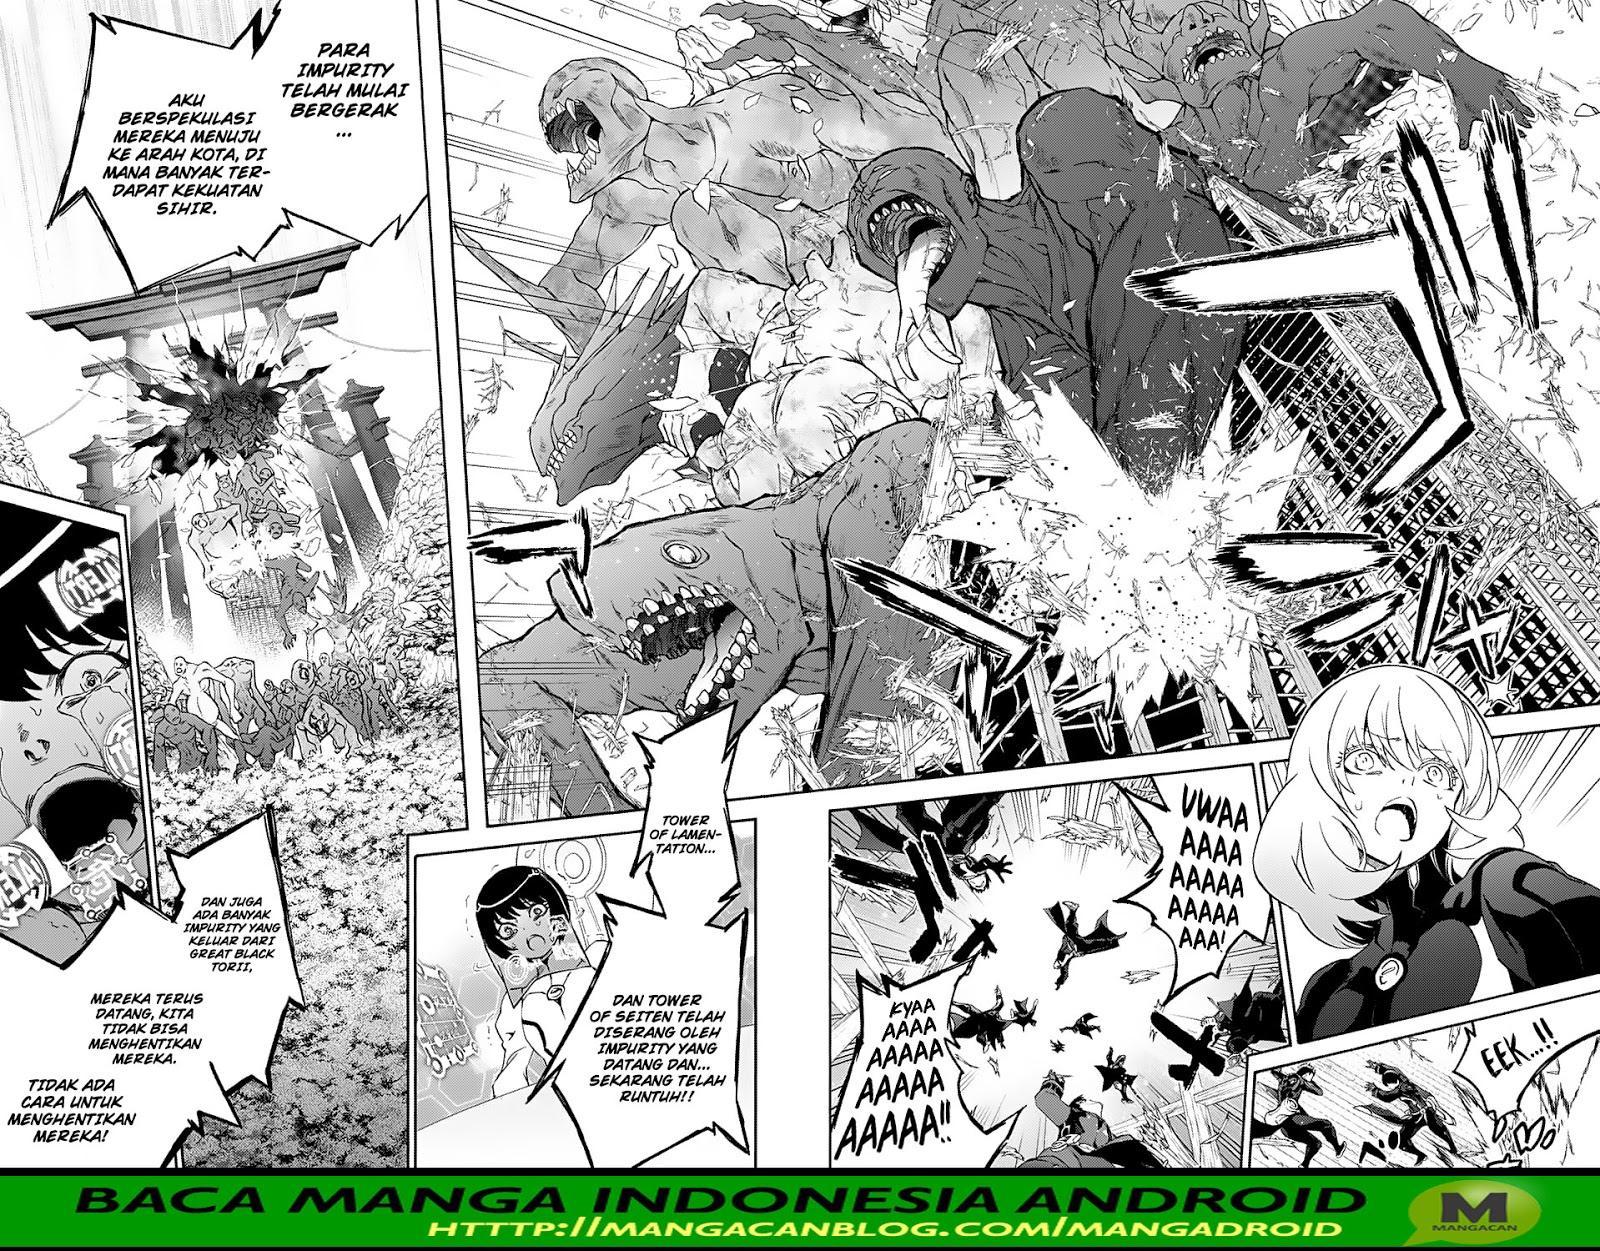 EEK...!!
UWAA
AAAA
AAAAA
AAAAA
AAA!
KYAA
AAAA
AAAAA
AAAAA
AAAAA!!
TOWER
OF LAMEN-
TATION...
DAN TOWER
OF SEITEN TELAH
DISERANG OLEH
IMPURITY YANG
DATANG DAN...
SEKARANG TELAH
RUNTUH!!
PARA
IMPURITY
TELAH MULAI
BERGERAK
...
AKU
BERSPEKULASI
MEREKA MENUJU
KE ARAH KOTA, DI
MANA BANYAK TER-
DAPAT KEKUATAN
SIHIR.
DAN JUGA
ADA BANYAK
IMPURITY YANG
KELUAR DARI
GREAT BLACK
TORII,
MEREKA TERUS
DATANG, KITA
TIDAK BISA
MENGHENTIKAN
MEREKA.
TIDAK ADA
CARA UNTUK
MENGHENTIKAN
MEREKA!
BACA MANGA INDONESIA ANDROID
HTTTP://MANGACANBLOG.COM/MANGADROID
M
MANGACAN